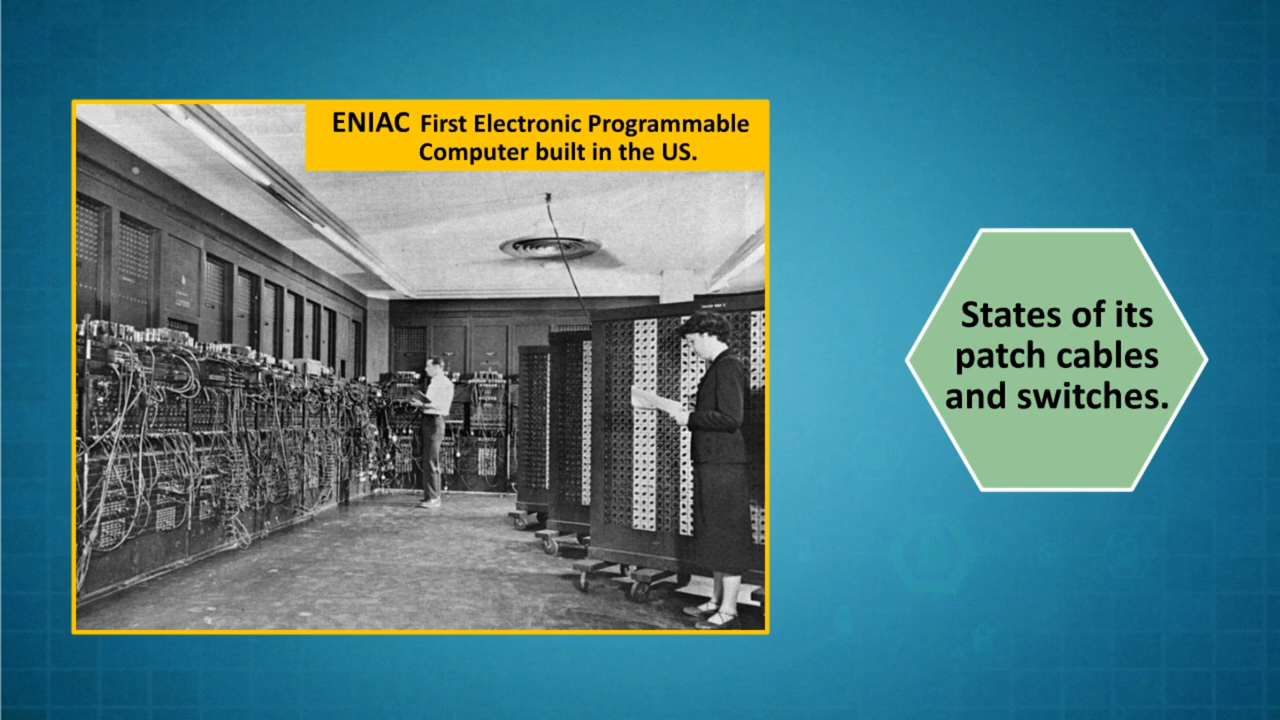 ENIAC First Electronic Programmable
Computer built in the US.
States of its
patch cables
and switches.